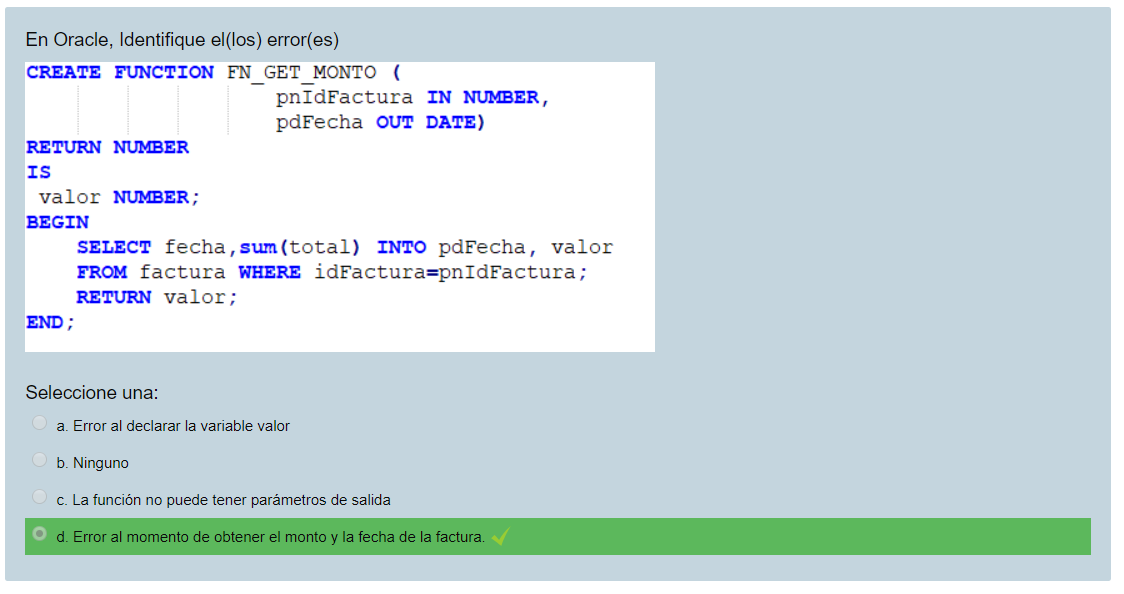 En Oracle, Identifique el(los) error(es)
CREATE FUNCTION FN_GET_MONTO (
pnIdFactura IN NUMBER,
pdFecha OUT DATE)
RETURN NUMBER
IS
valor NUMBER;
BEGIN
SELECT fecha,sum(total) INTO pdFecha, valor
FROM factura WHERE idFactura=pnIdFactura;
RETURN valor;
END;
Seleccione una:
a. Error al declarar la variable valor
b. Ninguno
c. La función no puede tener parámetros de salida
d. Error al momento de obtener el monto y la fecha de la factura.